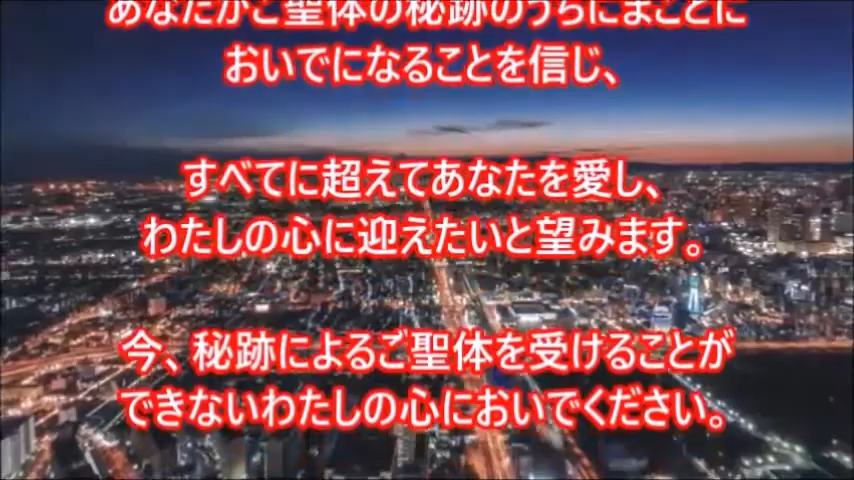 あなたがご聖体の秘跡のうちにまことに
おいでになることを信じ、
すべてに超えてあなたを愛し、
わたしの心に迎えたいと望みます。
今、秘跡によるご聖体を受けることが
できないわたしの心においでください。